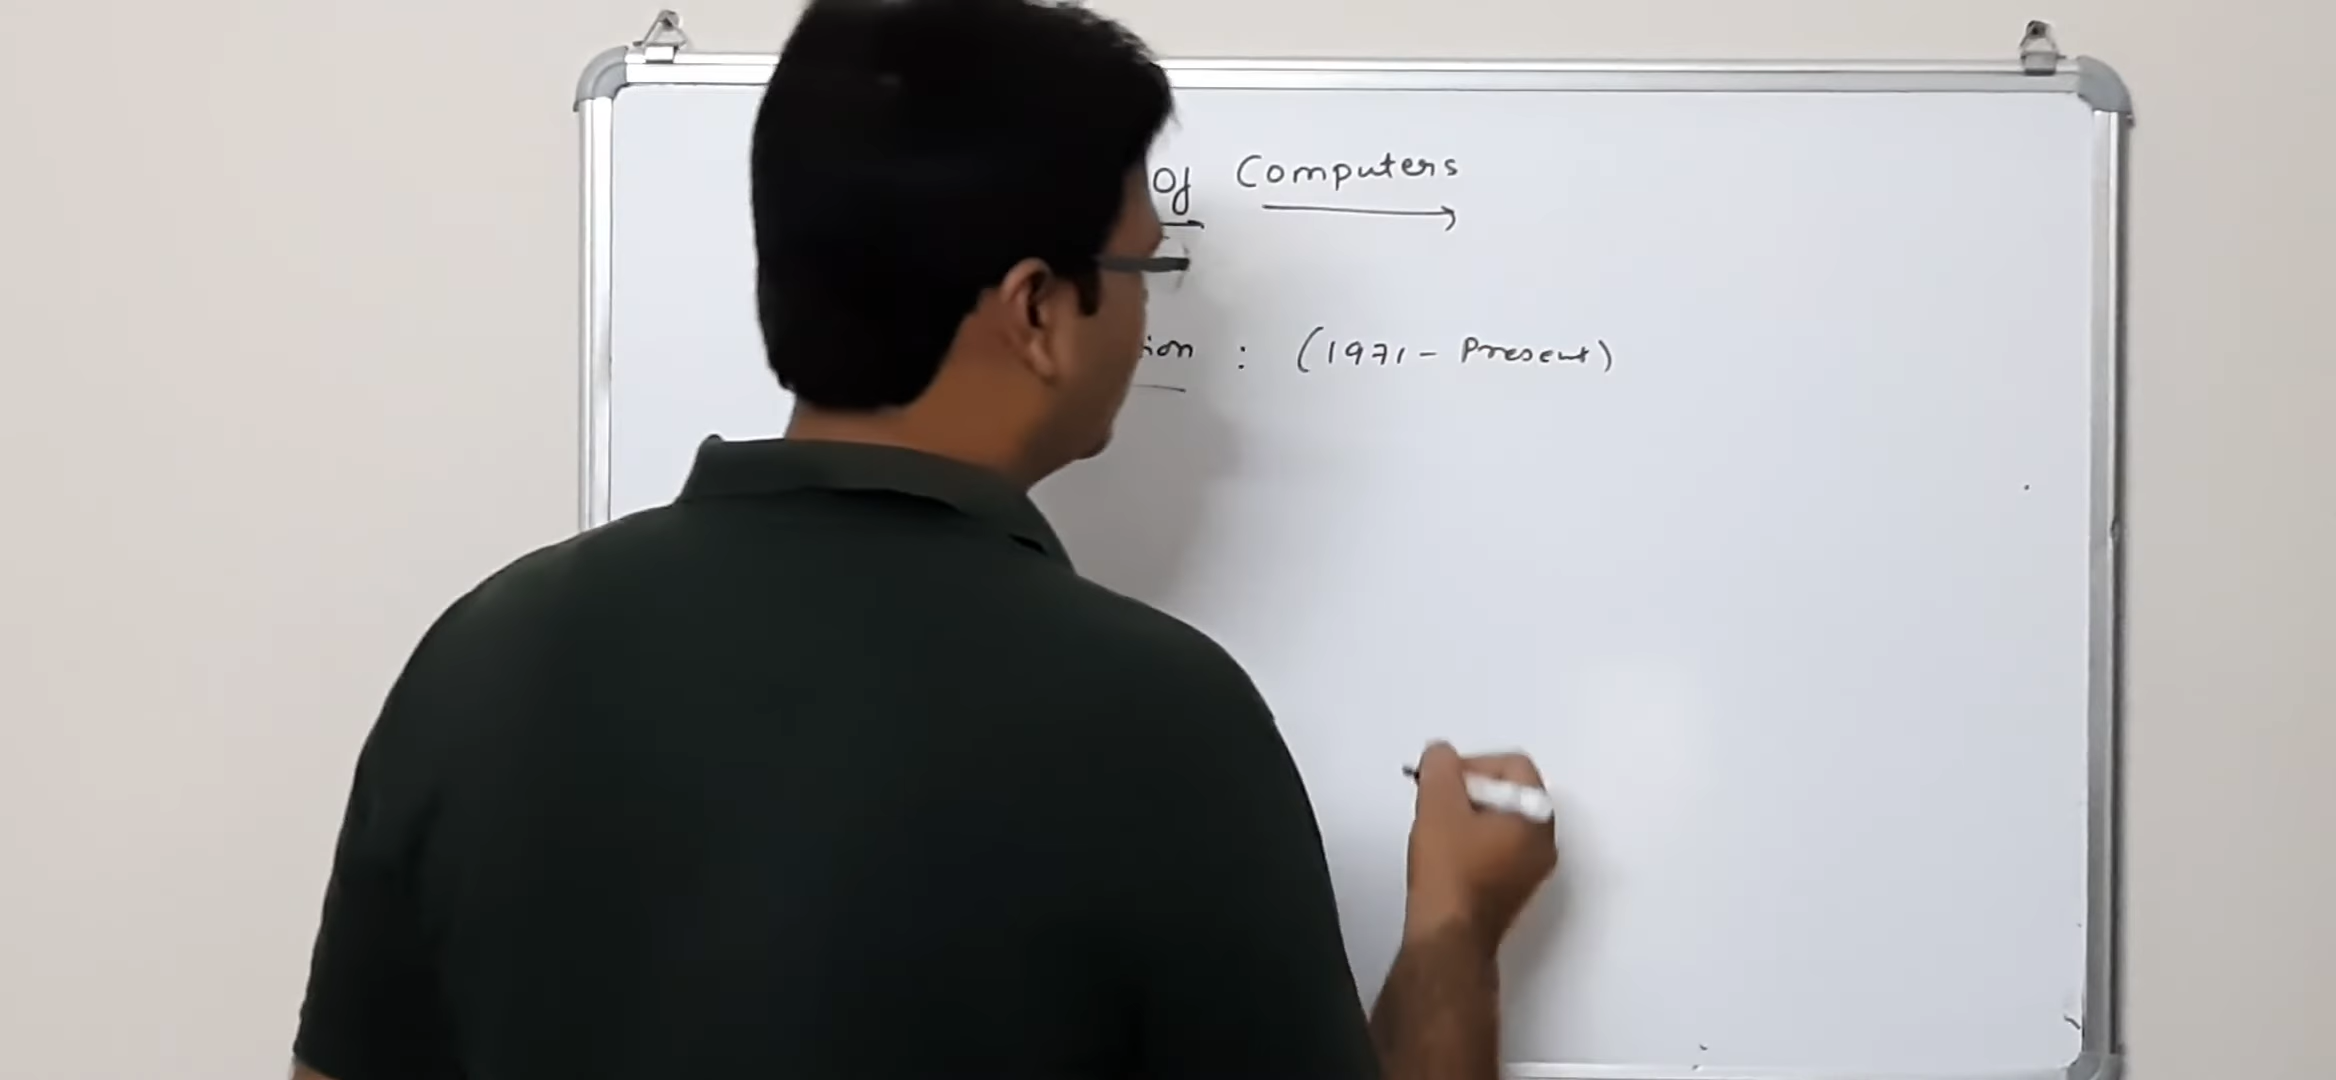 Of Computers
ion : (1971 - Present)